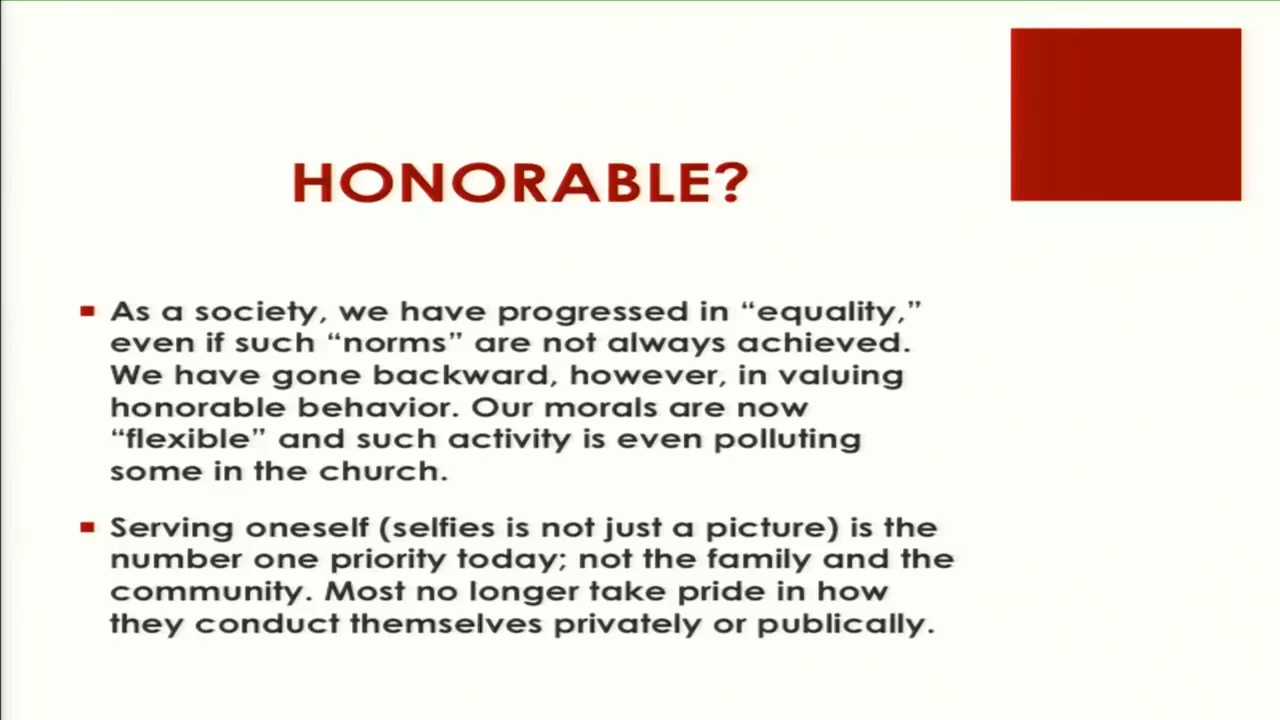 HONORABLE?
As a society, we have progressed in “equality,”
even if such “norms” are not always achieved.
We have gone backward, however, in valuing
honorable behavior. Our morals are now
“flexible” and such activity is even polluting
some in the church.
Serving oneself (selfies is not just a picture) is the
number one priority today; not the family and the
community. Most no longer take pride in how
they conduct themselves privately or publically.